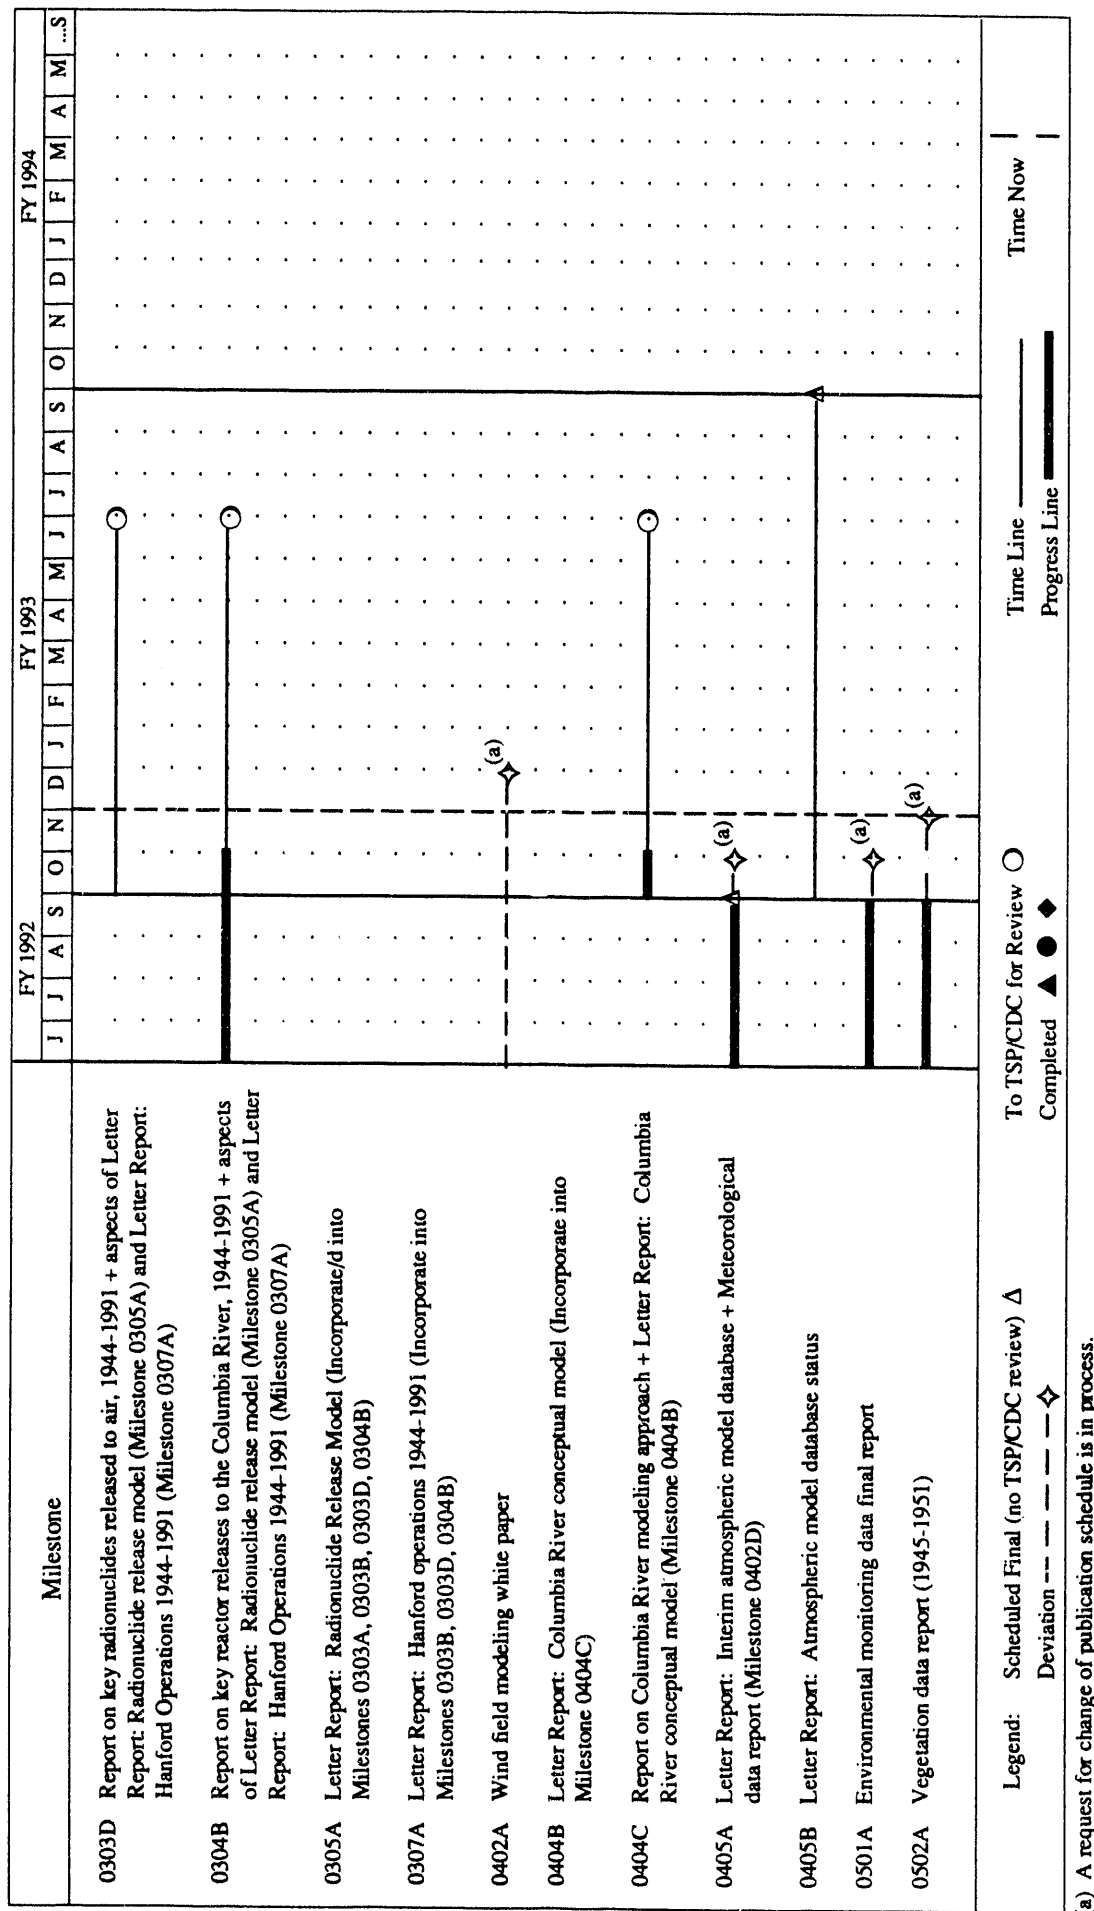 Milestone
FY 1992
FY 1993
FY 1994
J | J | A | S | O | N | D | J | F | M | A | M | J | J | A | S | O | N | D | J | F | M | A | M | ...S
0303D Report on key radionuclides released to air, 1944-1991 + aspects of Letter
Report: Radionuclide release model (Milestone 0305A) and Letter Report:
Hanford Operations 1944-1991 (Milestone 0307A)
0304B Report on key reactor releases to the Columbia River, 1944-1991 + aspects
of Letter Report: Radionuclide release model (Milestone 0305A) and Letter
Report: Hanford Operations 1944-1991 (Milestone 0307A)
0305A Letter Report: Radionuclide Release Model (Incorporate/d into
Milestones 0303A, 0303B, 0303D, 0304B)
0307A Letter Report: Hanford operations 1944-1991 (Incorporate into
Milestones 0303B, 0303D, 0304B)
0402A Wind field modeling white paper
(a)
0404B Letter Report: Columbia River conceptual model (Incorporate into
Milestone 0404C)
0404C Report on Columbia River modeling approach + Letter Report: Columbia
River conceptual model (Milestone 0404B)
0405A Letter Report: Interim atmospheric model database + Meteorological
data report (Milestone 0402D)
(a)
0405B Letter Report: Atmospheric model database status
0501A Environmental monitoring data final report
(a)
0502A Vegetation data report (1945-1951)
(a)
Legend: Scheduled Final (no TSP/CDC review) Δ To TSP/CDC for Review ○ Time Line Time Now
Deviation Completed ▲ ● ◆ Progress Line
a) A request for change of publication schedule is in process.